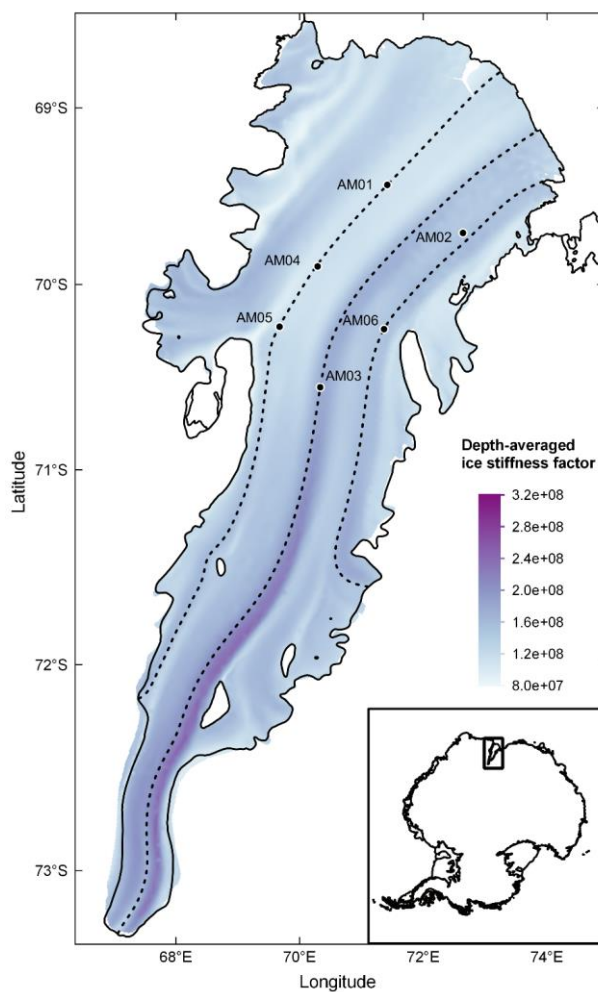 69°S
AM01
AM02
AM04
70°S
AM05
AM06
AM03
Depth-averaged
ice stiffness factor
71°S
3.2e+08
2.8e+08
2.4e+08
2.0e+08
1.6e+08
1.2e+08
8.0e+07
Latitude
72°S
73°S
68°E
70°E
72°E
74°E
Longitude